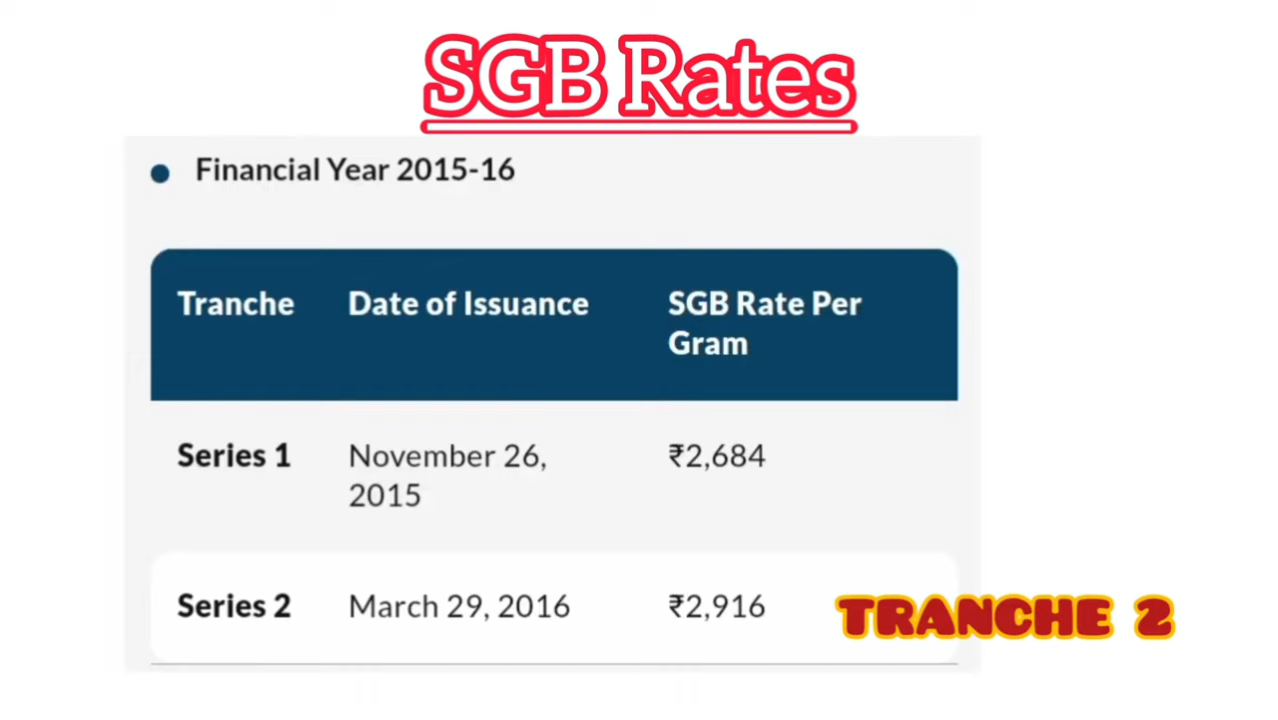 SGB Rates
Financial Year 2015-16
Tranche Date of Issuance SGB Rate Per
Gram
Series 1 November 26, ₹2,684
2015
Series 2 March 29, 2016 ₹2,916
TRANCHE 2